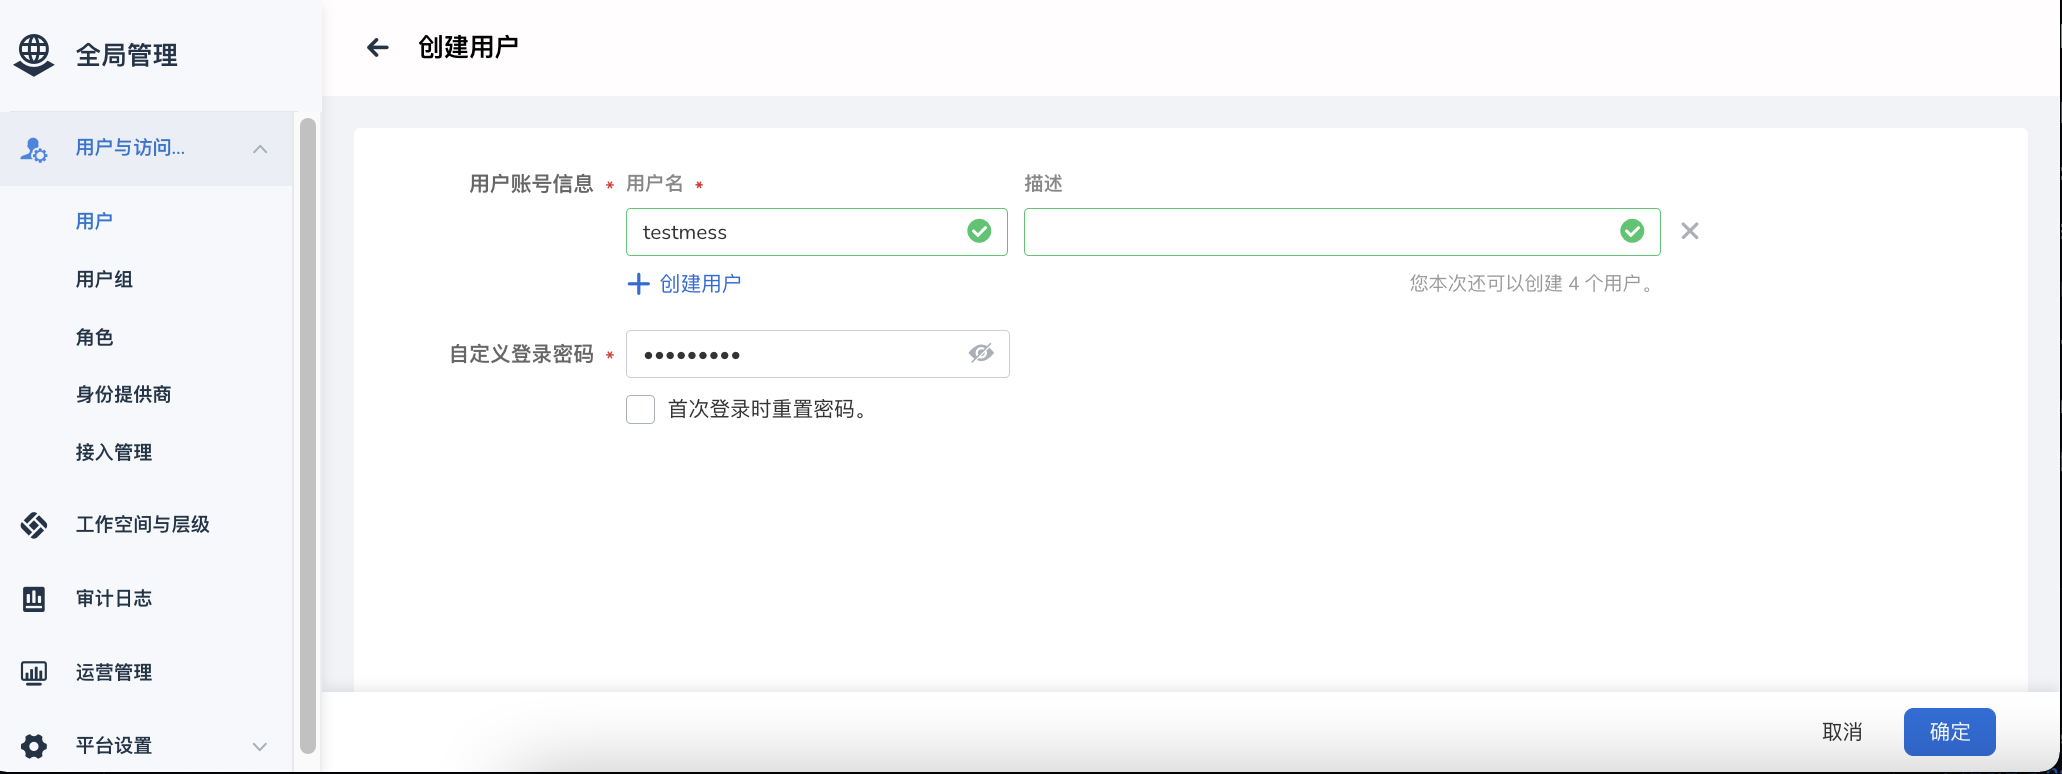 全局管理
用户与访问...
用户
用户组
角色
身份提供商
接入管理
工作空间与层级
审计日志
运营管理
平台设置
创建用户
用户账号信息 * 用户名 * 描述
testmess
创建用户 您本次还可以创建 4 个用户。
自定义登录密码 * •••••••••
首次登录时重置密码。
取消 确定